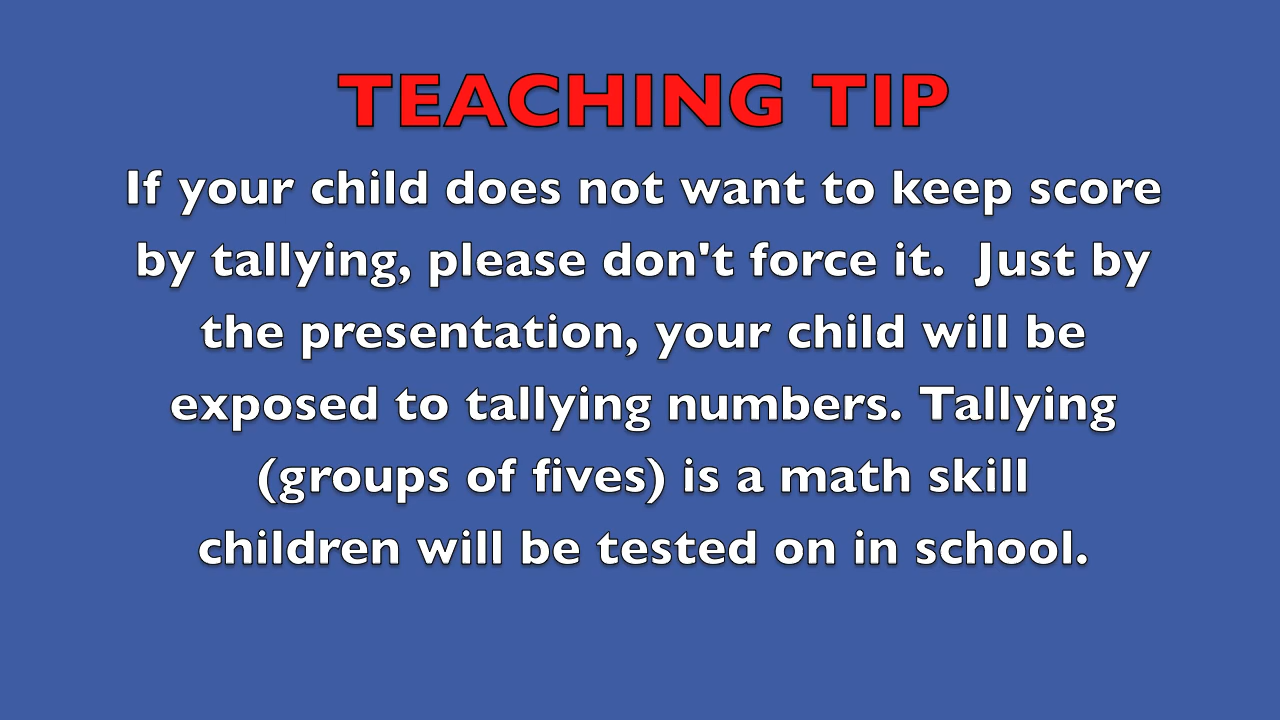 TEACHING TIP
If your child does not want to keep score
by tallying, please don't force it.  Just by
the presentation, your child will be
exposed to tallying numbers. Tallying
(groups of fives) is a math skill
children will be tested on in school.